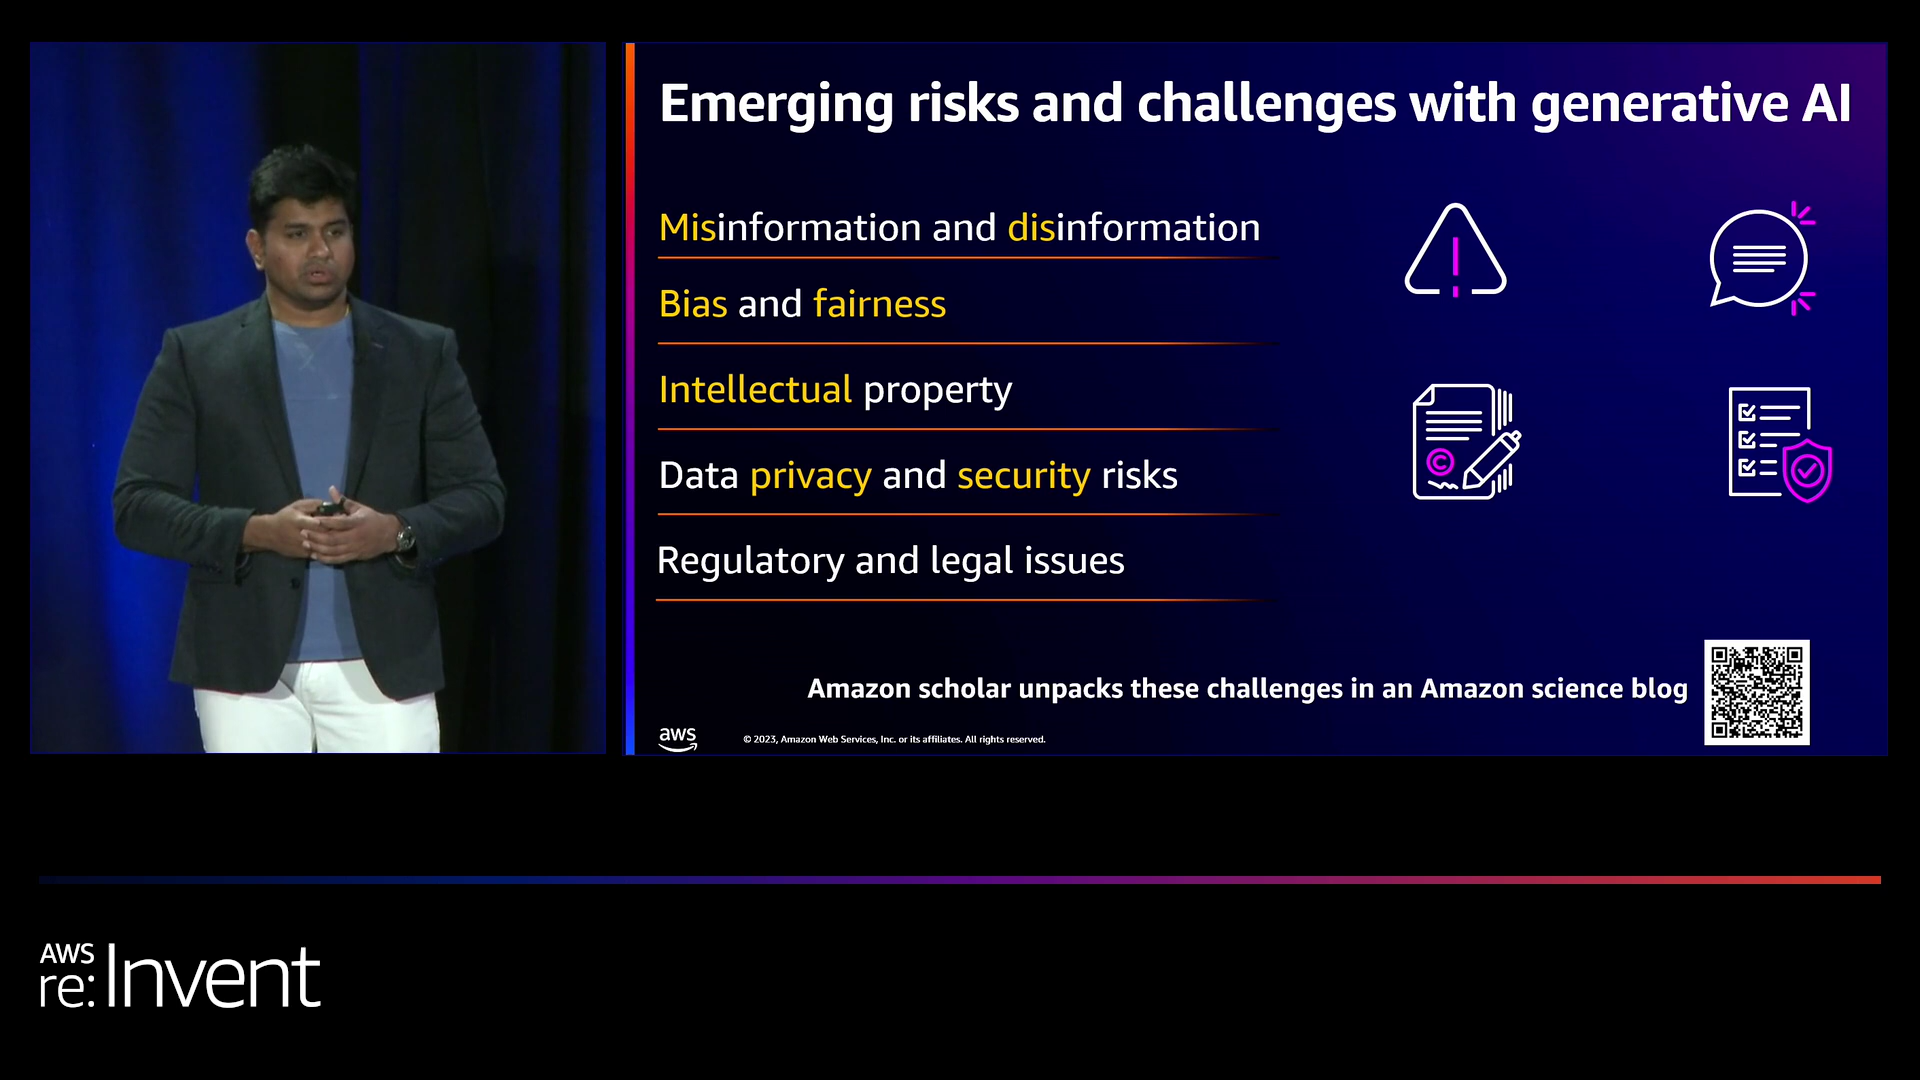 Emerging risks and challenges with generative AI
Misinformation and disinformation
Bias and fairness
Intellectual property
Data privacy and security risks
Regulatory and legal issues
©
Amazon scholar unpacks these challenges in an Amazon science blog
aws
© 2023, Amazon Web Services, Inc. or its affiliates. All rights reserved.
AWS
re:Invent